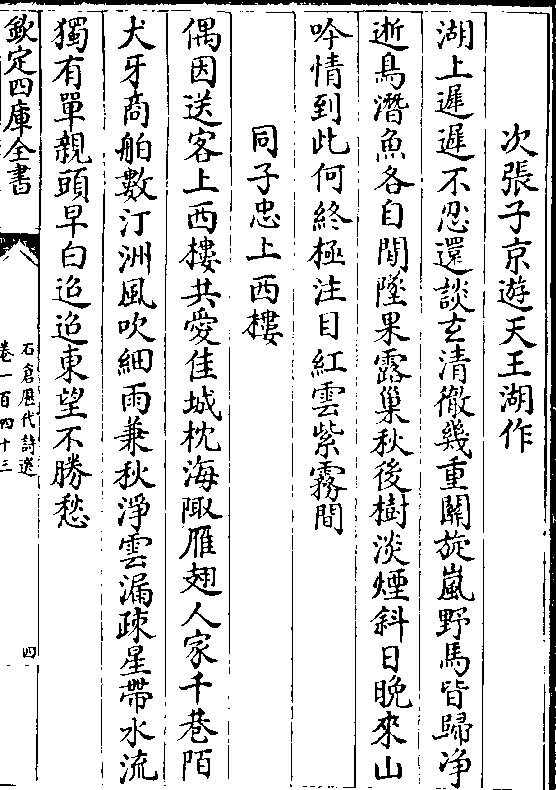 次張子京遊天王湖作
湖上遲遲不忍還談玄清徹幾重關旋嵐野馬皆歸净
逝鳥潛魚各自閒墜果露巢秋後樹淡煙斜日晚來山
吟情到此何終極注目紅雲紫霧間
同子忠上西樓
偶因送客上西樓共愛佳城枕海陬雁翅人家千巷陌
犬牙商舶數汀洲風吹細雨兼秋淨雲漏疎星帶水流
獨有單親頭早白迢迢東望不勝愁
欽定四庫全書
石倉歷代詩選
卷一百四十三
四